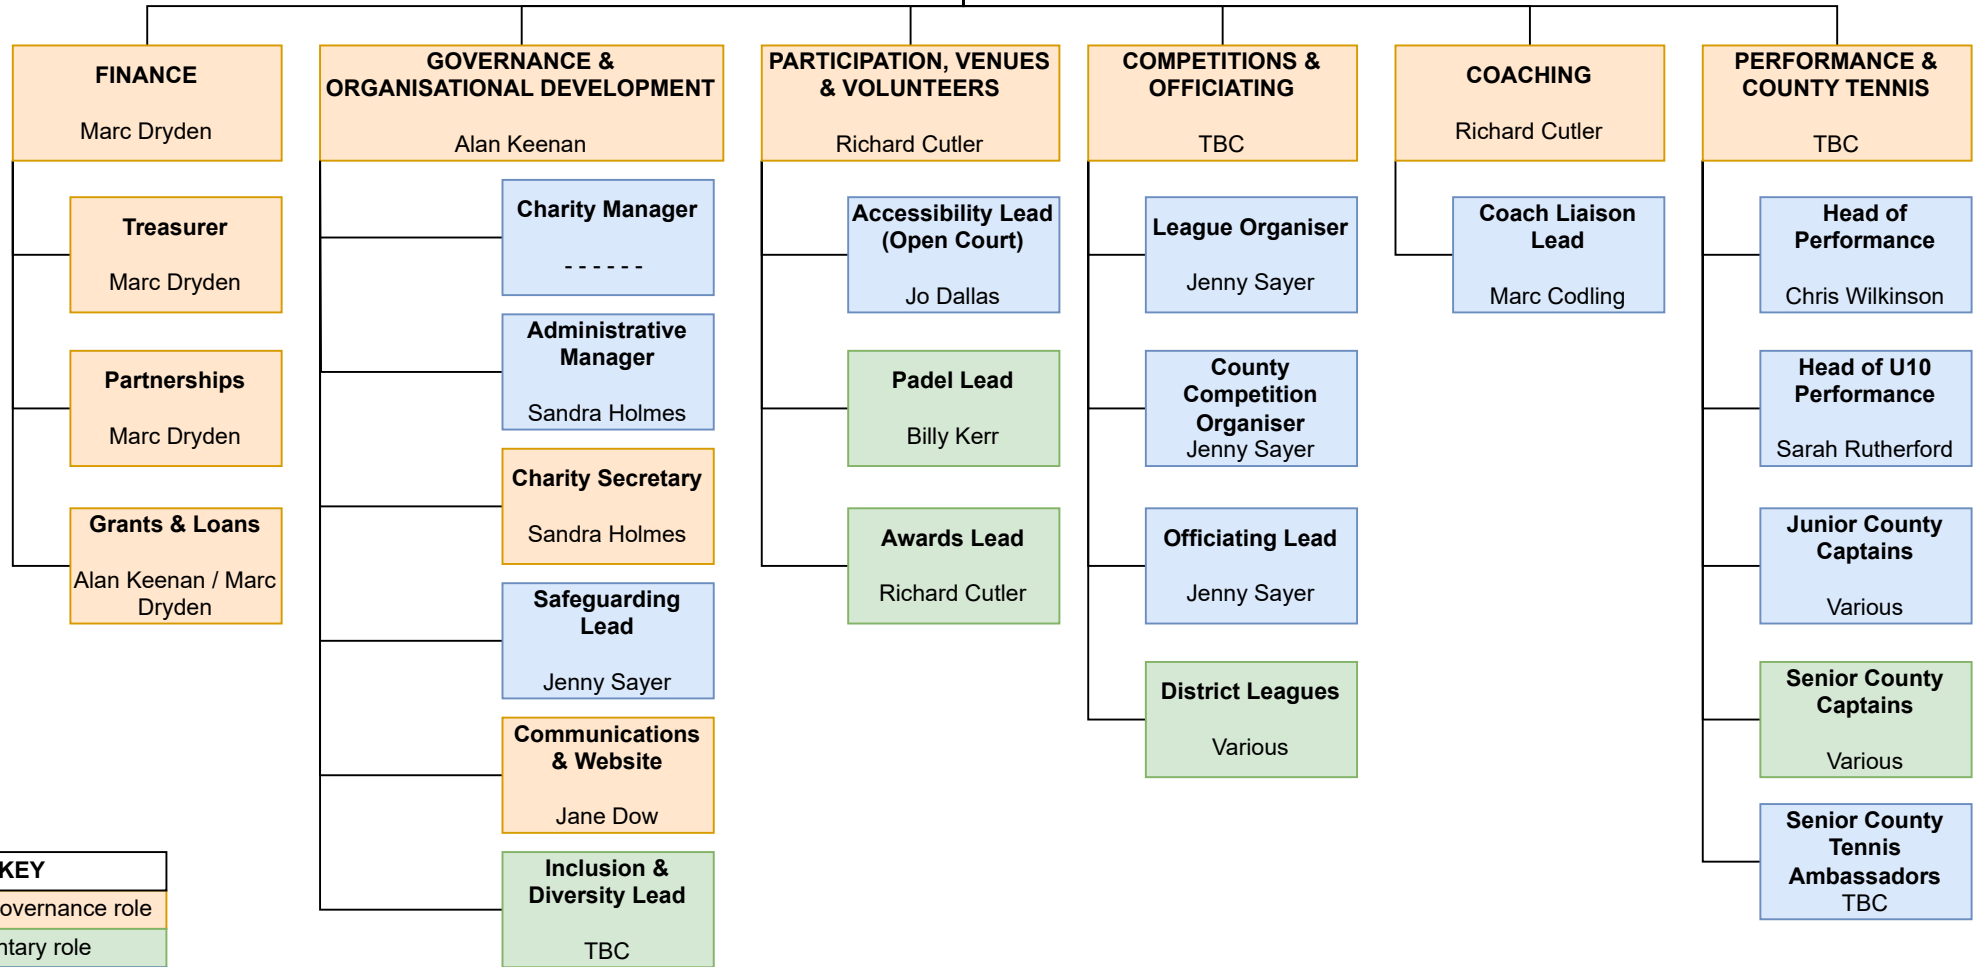 FINANCE
Marc Dryden
Treasurer
Marc Dryden
Partnerships
Marc Dryden
Grants & Loans
Alan Keenan / Marc
Dryden
GOVERNANCE &
ORGANISATIONAL DEVELOPMENT
Alan Keenan
Charity Manager
- - - - - -
Administrative
Manager
Sandra Holmes
Charity Secretary
Sandra Holmes
Safeguarding
Lead
Jenny Sayer
Communications
& Website
Jane Dow
Inclusion &
Diversity Lead
TBC
PARTICIPATION, VENUES
& VOLUNTEERS
Richard Cutler
Accessibility Lead
(Open Court)
Jo Dallas
Padel Lead
Billy Kerr
Awards Lead
Richard Cutler
COMPETITIONS &
OFFICIATING
TBC
League Organiser
Jenny Sayer
County
Competition
Organiser
Jenny Sayer
Officiating Lead
Jenny Sayer
District Leagues
Various
COACHING
Richard Cutler
Coach Liaison
Lead
Marc Codling
PERFORMANCE &
COUNTY TENNIS
TBC
Head of
Performance
Chris Wilkinson
Head of U10
Performance
Sarah Rutherford
Junior County
Captains
Various
Senior County
Captains
Various
Senior County
Tennis
Ambassadors
TBC
KEY
overnance role
ntary role